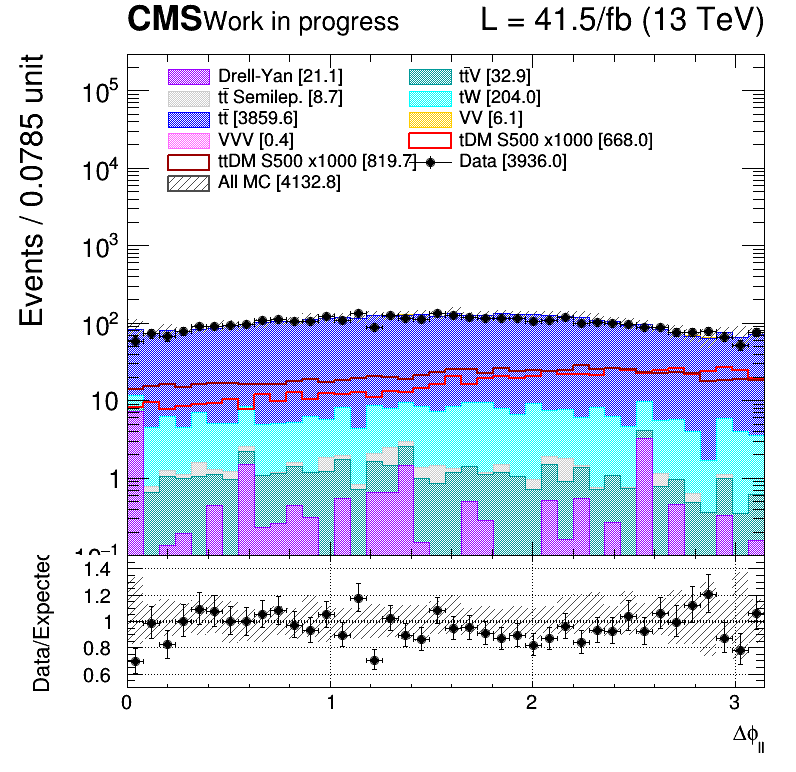 CMS Work in progress L = 41.5/fb (13 TeV)
Events / 0.0785 unit
Drell-Yan [21.1] tt̄V [32.9]
tt̄ Semilep. [8.7] tW [204.0]
tt̄ [3859.6] VV [6.1]
VVV [0.4] tDM S500 x1000 [668.0]
ttDM S500 x1000 [819.7] Data [3936.0]
All MC [4132.8]
10⁵
10⁴
10³
10²
10
1
10⁻¹
Data/Expected
1.4
1.2
1
0.8
0.6
0 1 2 3
Δϕ_ll